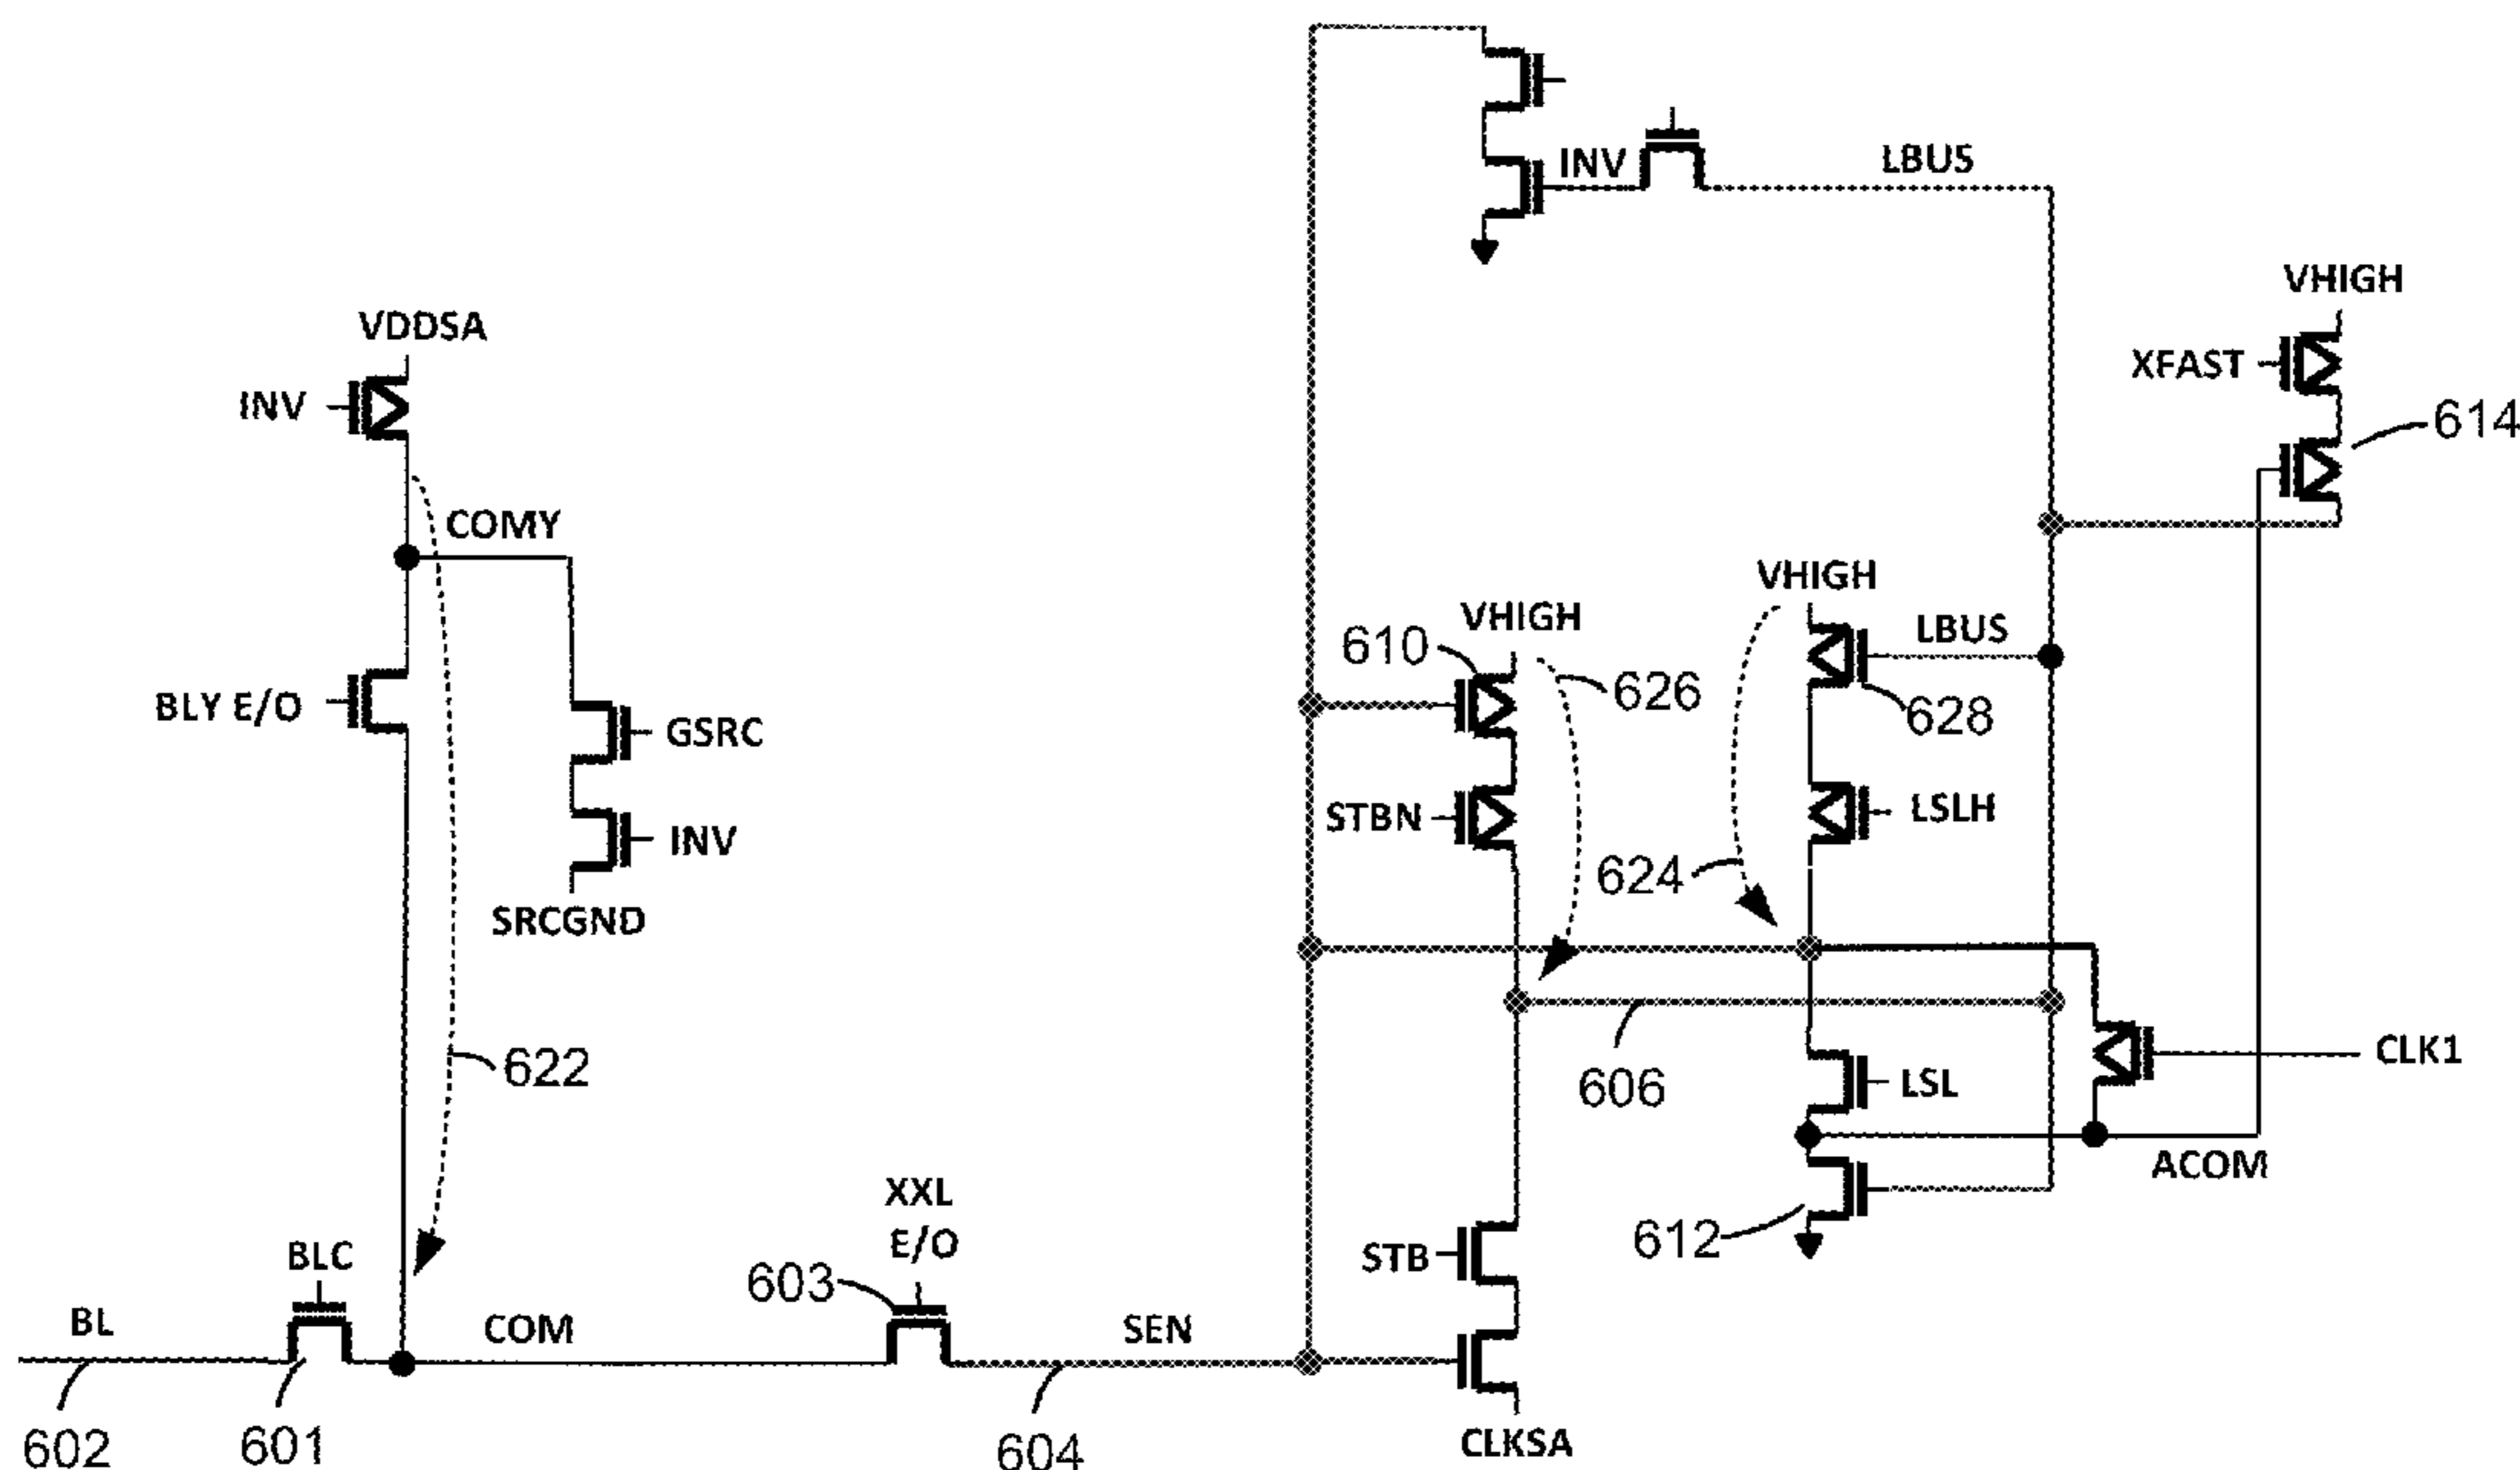 INV
LBUS
VHIGH
VDDSA
XFAST
INV
614
COMY
VHIGH
VHIGH
610
LBUS
626
BLY E/O
628
GSRC
STBN
LSLH
INV
624
SRCGND
CLK1
622
606
LSL
ACOM
XXL
E/O
612
BLC
STB
603
BL
COM
SEN
602
601
604
CLKSA